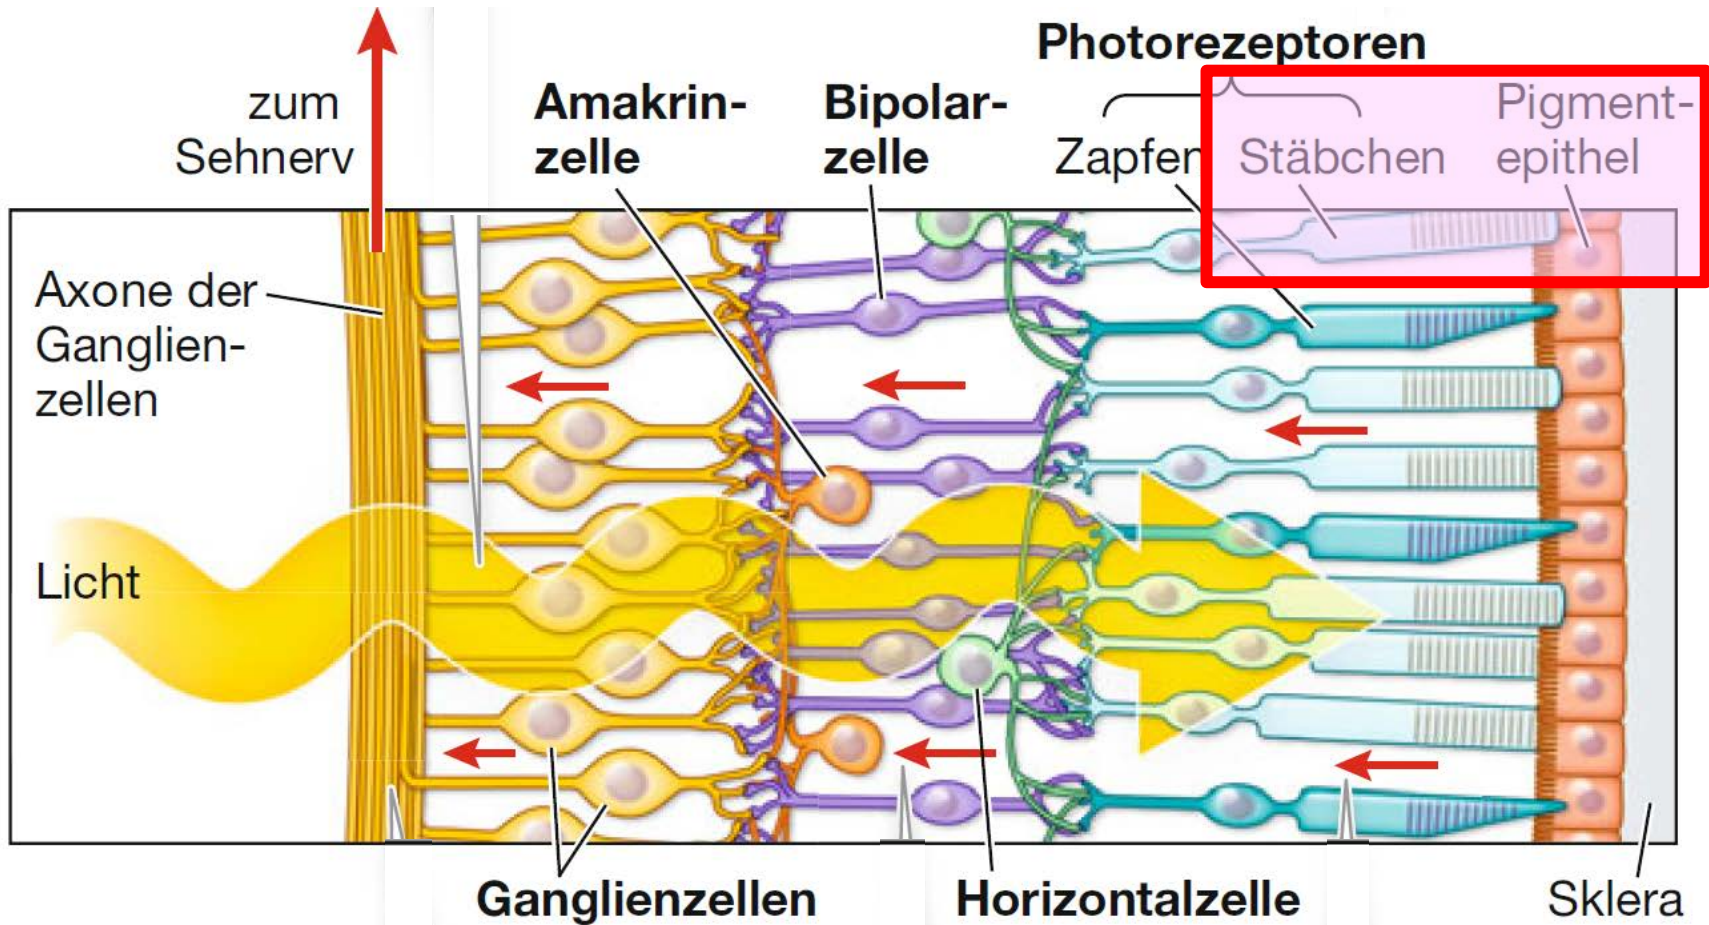 Photorezeptoren
zum
Sehnerv
Amakrin-
zelle
Bipolar-
zelle
Zapfen
Stäbchen
Pigment-
epithel
Axone der
Ganglien-
zellen
Licht
Ganglienzellen
Horizontalzelle
Sklera